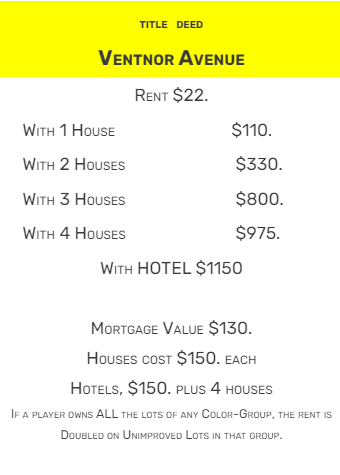 TITLE DEED
VENTNOR AVENUE
RENT $22.
WITH 1 HOUSE $110.
WITH 2 HOUSES $330.
WITH 3 HOUSES $800.
WITH 4 HOUSES $975.
WITH HOTEL $1150
MORTGAGE VALUE $130.
HOUSES COST $150. EACH
HOTELS, $150. PLUS 4 HOUSES
IF A PLAYER OWNS ALL THE LOTS OF ANY COLOR-GROUP, THE RENT IS
DOUBLED ON UNIMPROVED LOTS IN THAT GROUP.